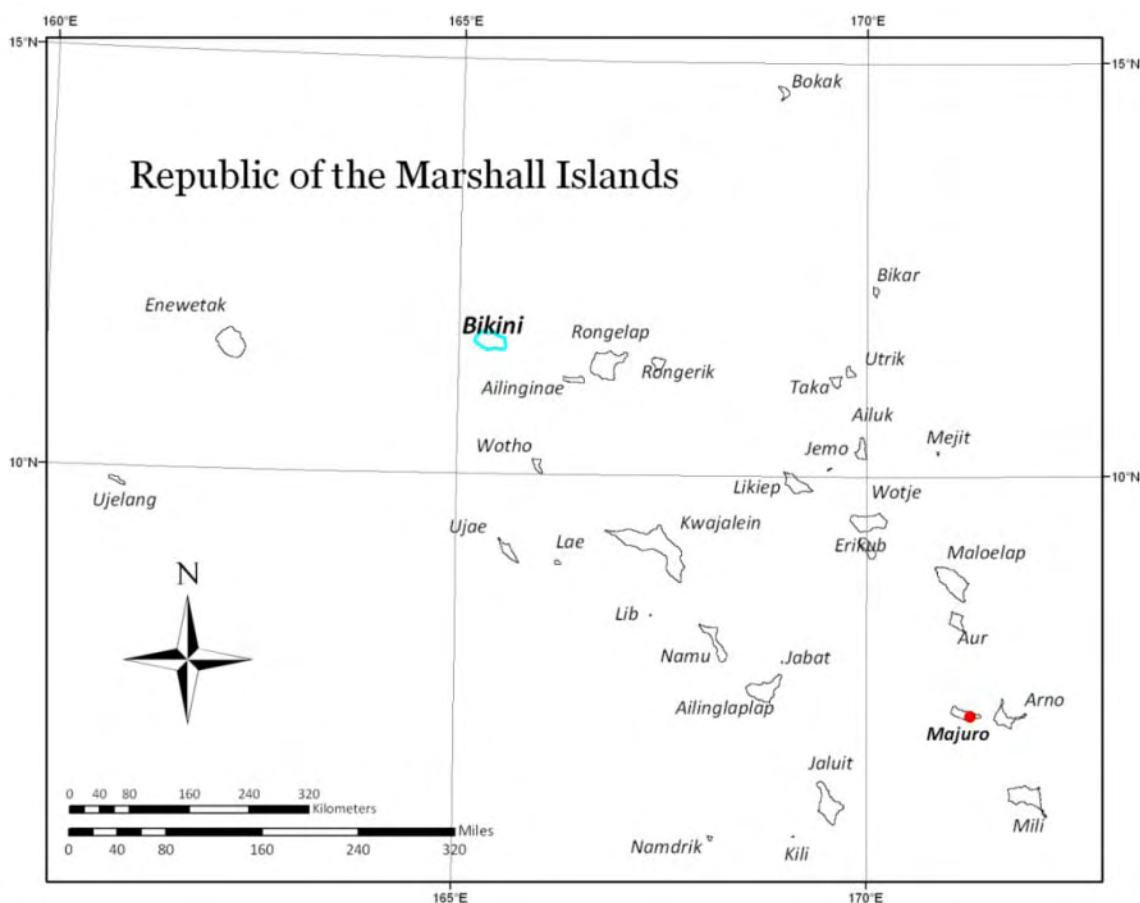 160°E 165°E 170°E
15°N 15°N
Bokak
Republic of the Marshall Islands
Bikar
Enewetak
Bikini
Rongelap
Utrik
Rongerik
Ailinginae
Taka
Ailuk
Mejit
Wotho
Jemo
10°N 10°N
Likiep
Wotje
Ujelang
Kwajalein
Ujae
Lae
Erikub
Maloelap
N
Lib
Aur
Namu
Jabat
Arno
Ailinglaplap
Majuro
Jaluit
0 40 80 160 240 320
Kilometers
Miles
0 40 80 160 240 320
Mili
Namdrik
Kili
165°E 170°E